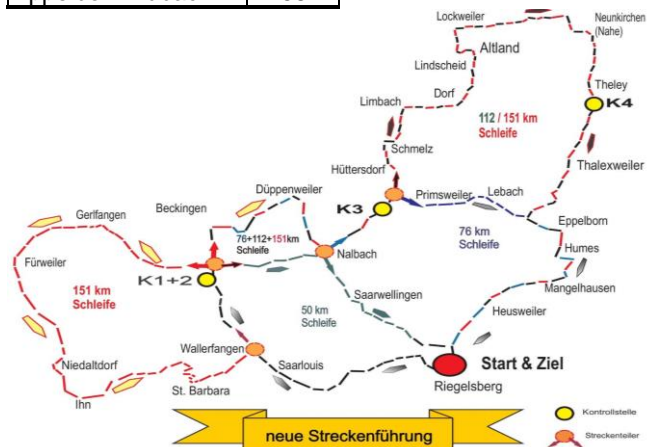 Lockweiler
Neunkirchen
(Nahe)
Altland
Lindscheid
Theley
Dorf
Limbach
K4
112 / 151 km
Schleife
Schmelz
Thalexweiler
Hüttersdorf
Düppenweiler
K3
Primsweiler
Lebach
Beckingen
Gerlfangen
Eppelborn
76+112+151km
Schleife
76 km
Schleife
Humes
Nalbach
Fürweiler
K1+2
Mangelhausen
151 km
Schleife
Saarwellingen
50 km
Schleife
Heusweiler
Wallerfangen
Niedaltdorf
Saarlouis
Start & Ziel
St. Barbara
Riegelsberg
Ihn
Kontrollstelle
neue Streckenführung
Streckenteiler